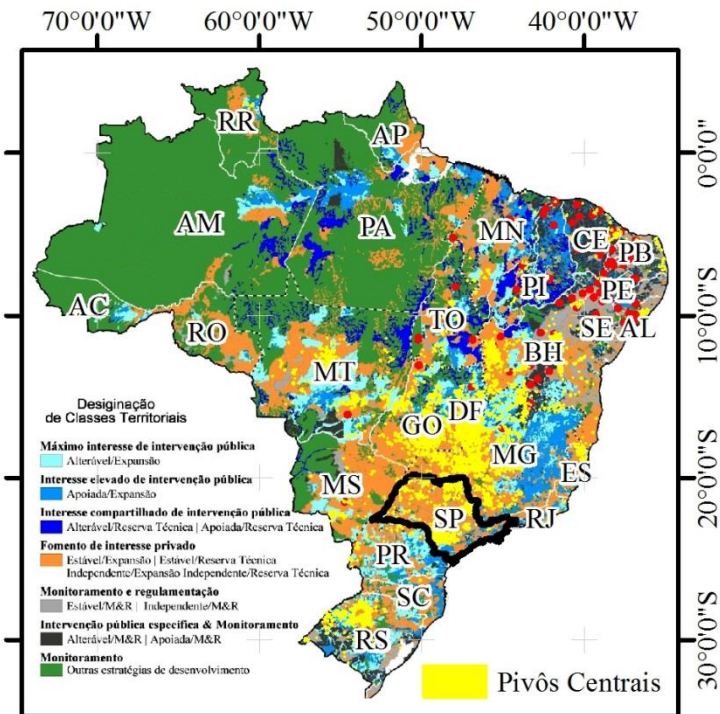 70°0'0"W 60°0'0"W 50°0'0"W 40°0'0"W
0°0'0"
10°0'0"S
20°0'0"S
30°0'0"S
RR
AP
AM
PA
MN
CE
PB
PI
PE
AC
TO
SE AL
RO
BH
MT
DF
GO
MG
ES
MS
SP
RJ
PR
SC
RS
Desiginação
de Classes Territoriais
Máximo interesse de intervenção pública
Alterável/Expansão
Interesse elevado de intervenção pública
Apoiada/Expansão
Interesse compartilhado de intervenção pública
Alterável/Reserva Técnica | Apoiada/Reserva Técnica
Fomento de interesse privado
Estável/Expansão | Estável/Reserva Técnica
Independente/Expansão Independente/Reserva Técnica
Monitoramento e regulamentação
Estável/M&R | Independente/M&R
Intervenção pública específica & Monitoramento
Alterável/M&R | Apoiada/M&R
Monitoramento
Outras estratégias de desenvolvimento
Pivôs Centrais